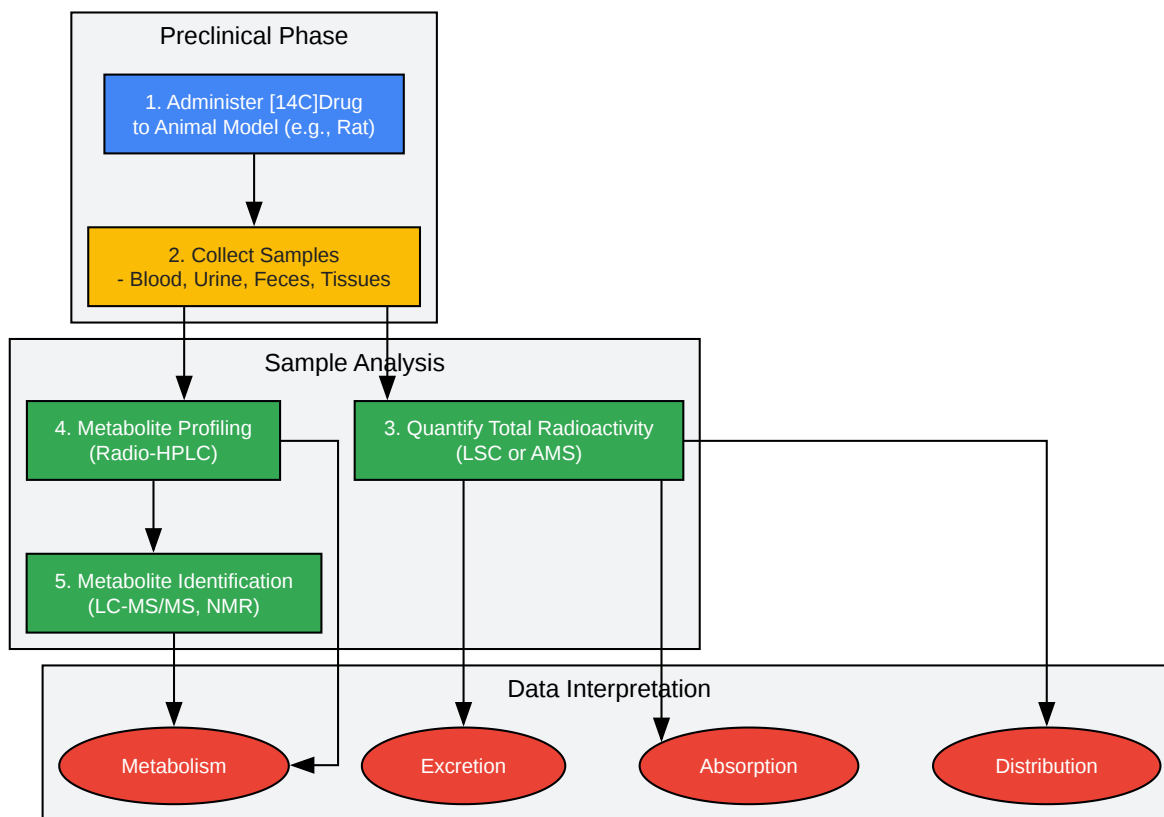 Preclinical Phase
1. Administer [14C]Drug
to Animal Model (e.g., Rat)
2. Collect Samples
- Blood, Urine, Feces, Tissues
Sample Analysis
4. Metabolite Profiling
(Radio-HPLC)
3. Quantify Total Radioactivity
(LSC or AMS)
5. Metabolite Identification
(LC-MS/MS, NMR)
Data Interpretation
Metabolism
Excretion
Absorption
Distribution